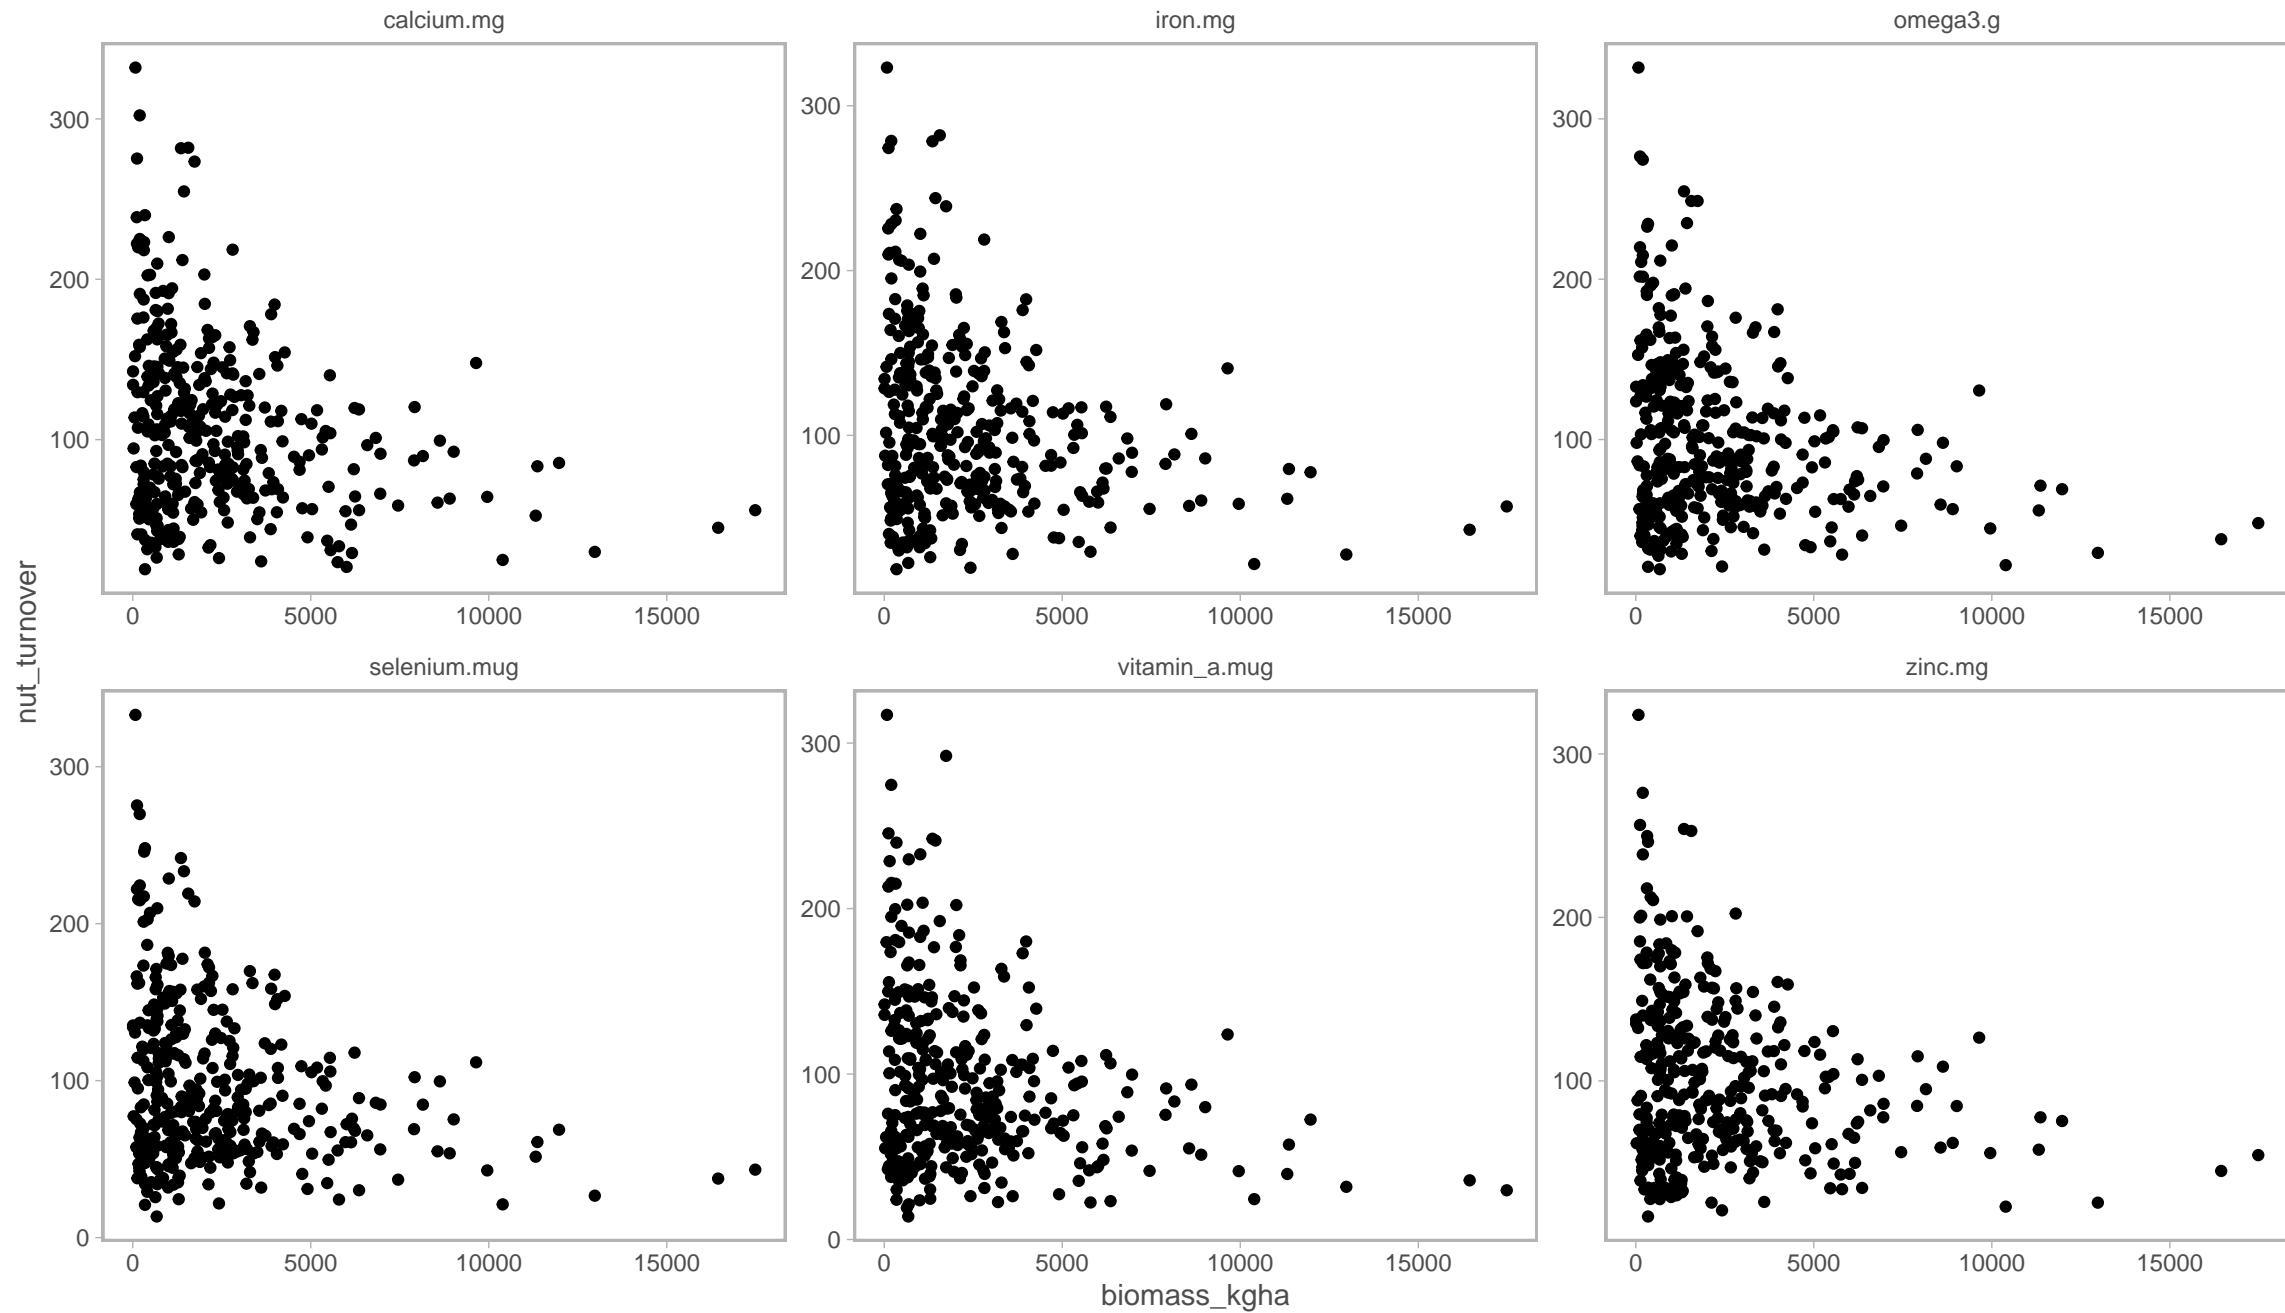 calcium.mg iron.mg omega3.g
300 300 300
200 200 200
100 100 100
0 5000 10000 15000 0 5000 10000 15000 0 5000 10000 15000
nut_turnover
selenium.mug vitamin_a.mug zinc.mg
300 300 300
200 200 200
100 100 100
0 0
0 5000 10000 15000 0 5000 10000 15000 0 5000 10000 15000
biomass_kgha